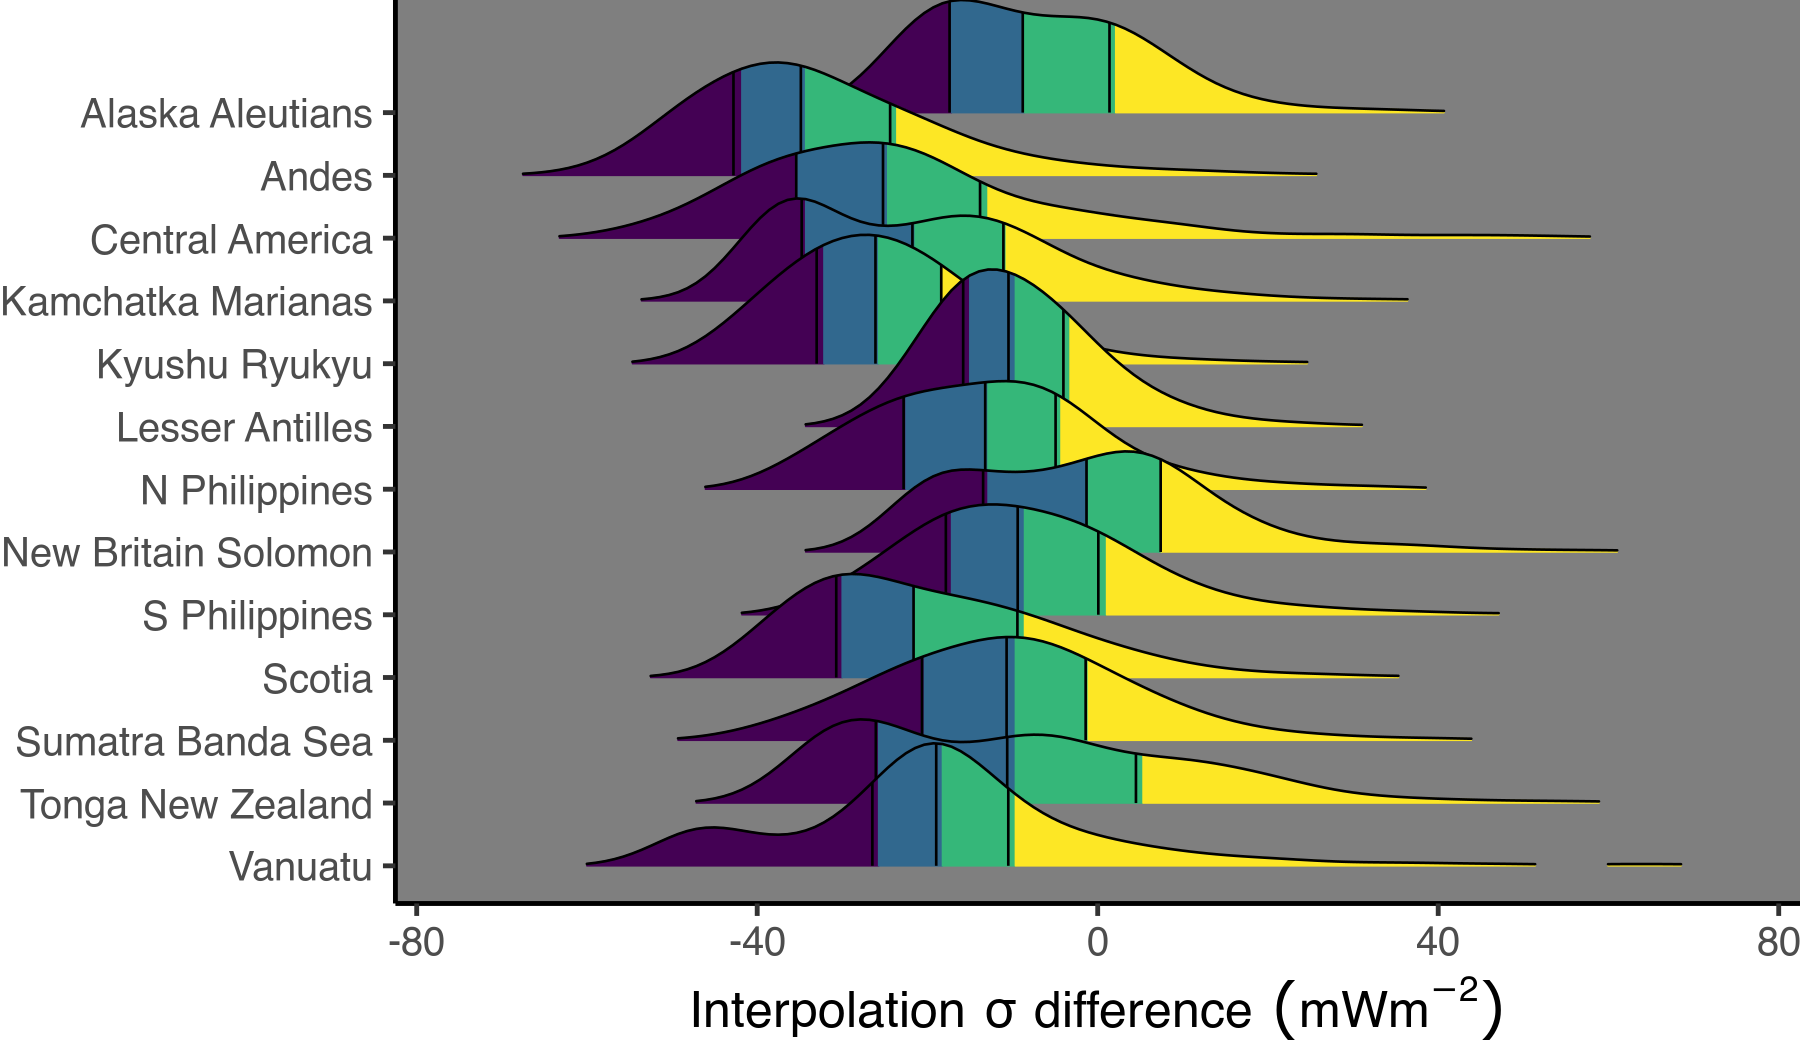 Alaska Aleutians
Andes
Central America
Kamchatka Marianas
Kyushu Ryukyu
Lesser Antilles
N Philippines
New Britain Solomon
S Philippines
Scotia
Sumatra Banda Sea
Tonga New Zealand
Vanuatu
-80 -40 0 40 80
Interpolation σ difference (mWm⁻²)